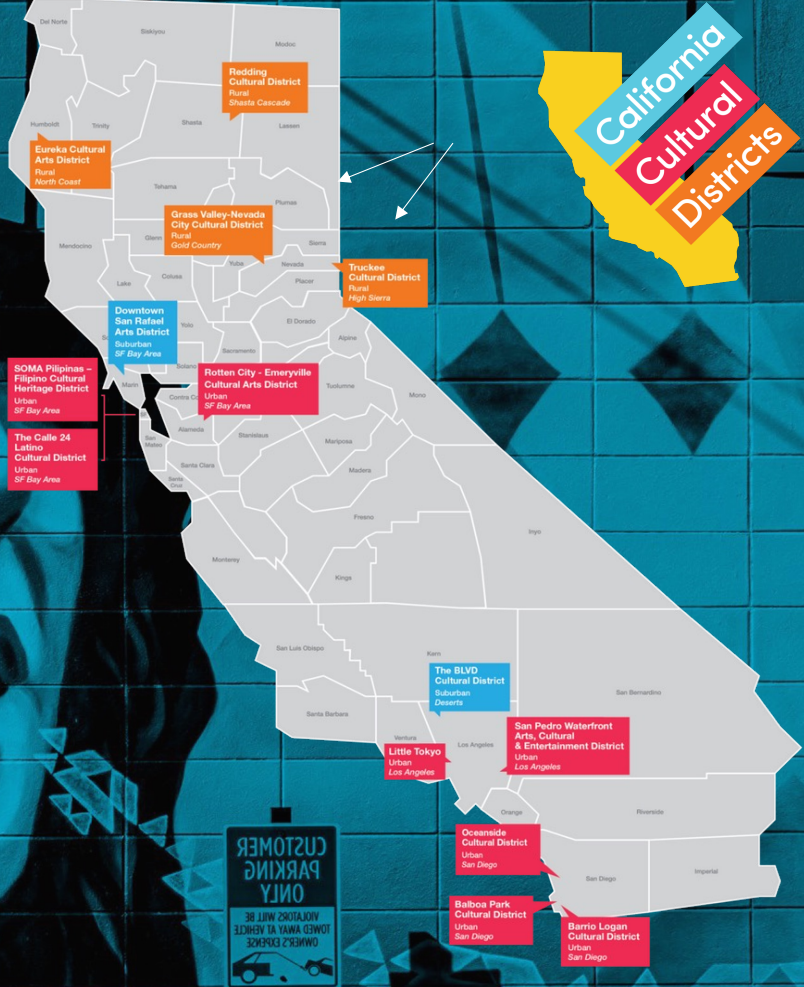 California
Cultural
Districts
Del Norte
Siskiyou
Modoc
Redding
Cultural District
Rural
Shasta Cascade
Humboldt
Trinity
Shasta
Lassen
Eureka Cultural
Arts District
Rural
North Coast
Tehama
Plumas
Grass Valley-Nevada
City Cultural District
Rural
Gold Country
Mendocino
Glenn
Sierra
Yuba
Nevada
Truckee
Cultural District
Rural
High Sierra
Lake
Colusa
Placer
Downtown
San Rafael
Arts District
Suburban
SF Bay Area
Yolo
El Dorado
Alpine
Sacramento
Solano
SOMA Pilipinas –
Filipino Cultural
Heritage District
Urban
SF Bay Area
Marin
Rotten City - Emeryville
Cultural Arts District
Urban
SF Bay Area
Tuolumne
Mono
Contra Co
The Calle 24
Latino
Cultural District
Urban
SF Bay Area
SF
San
Mateo
Alameda
Stanislaus
Mariposa
Santa Clara
Madera
Santa
Cruz
Fresno
Inyo
Monterey
Kings
San Luis Obispo
Kern
The BLVD
Cultural District
Suburban
Deserts
San Bernardino
Santa Barbara
Ventura
Los Angeles
San Pedro Waterfront
Arts, Cultural
& Entertainment District
Urban
Los Angeles
Little Tokyo
Urban
Los Angeles
Orange
Riverside
Oceanside
Cultural District
Urban
San Diego
San Diego
Imperial
Balboa Park
Cultural District
Urban
San Diego
Barrio Logan
Cultural District
Urban
San Diego
CUSTOMER
PARKING
ONLY
VIOLATORS WILL BE
TOWED AWAY AT VEHICLE
OWNER'S EXPENSE